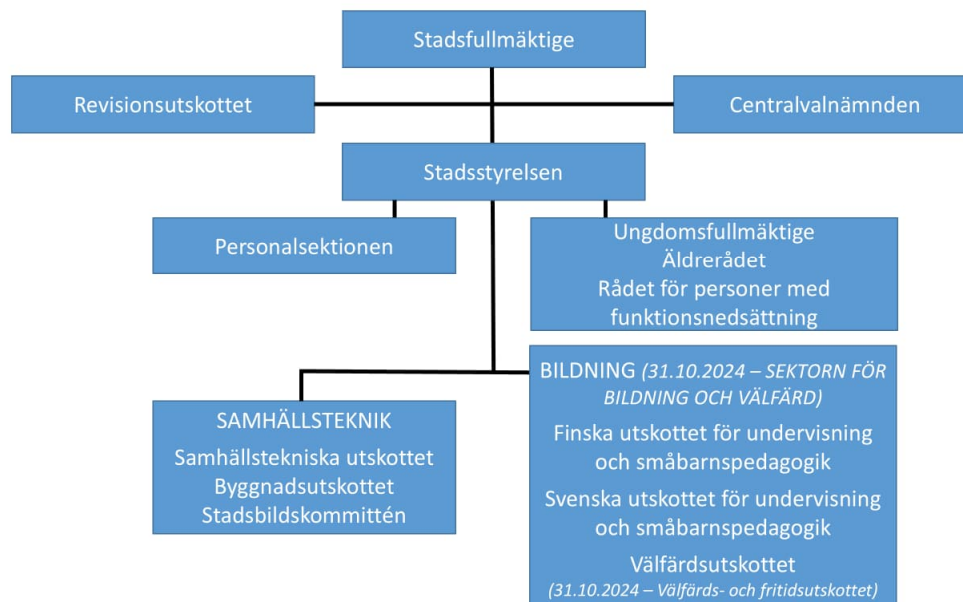 Stadsfullmäktige
Revisionsutskottet
Centralvalnämnden
Stadsstyrelsen
Personalsektionen
Ungdomsfullmäktige
Äldrerådet
Rådet för personer med
funktionsnedsättning
SAMHÄLLSTEKNIK
Samhällstekniska utskottet
Byggnadsutskottet
Stadsbildskommittén
BILDNING (31.10.2024 – SEKTORN FÖR
BILDNING OCH VÄLFÄRD)
Finska utskottet för undervisning
och småbarnspedagogik
Svenska utskottet för undervisning
och småbarnspedagogik
Välfärdsutskottet
(31.10.2024 – Välfärds- och fritidsutskottet)